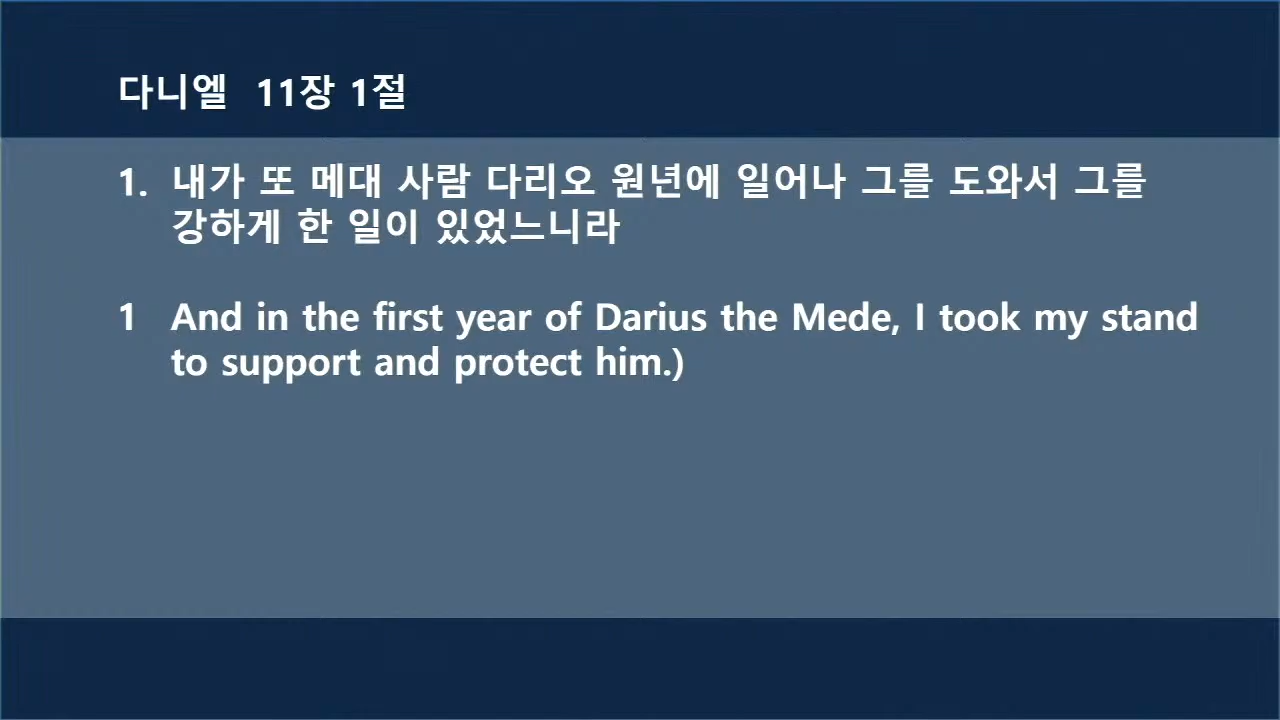 다니엘 11장 1절
1. 내가 또 메대 사람 다리오 원년에 일어나 그를 도와서 그를
강하게 한 일이 있었느니라
1 And in the first year of Darius the Mede, I took my stand
to support and protect him.)